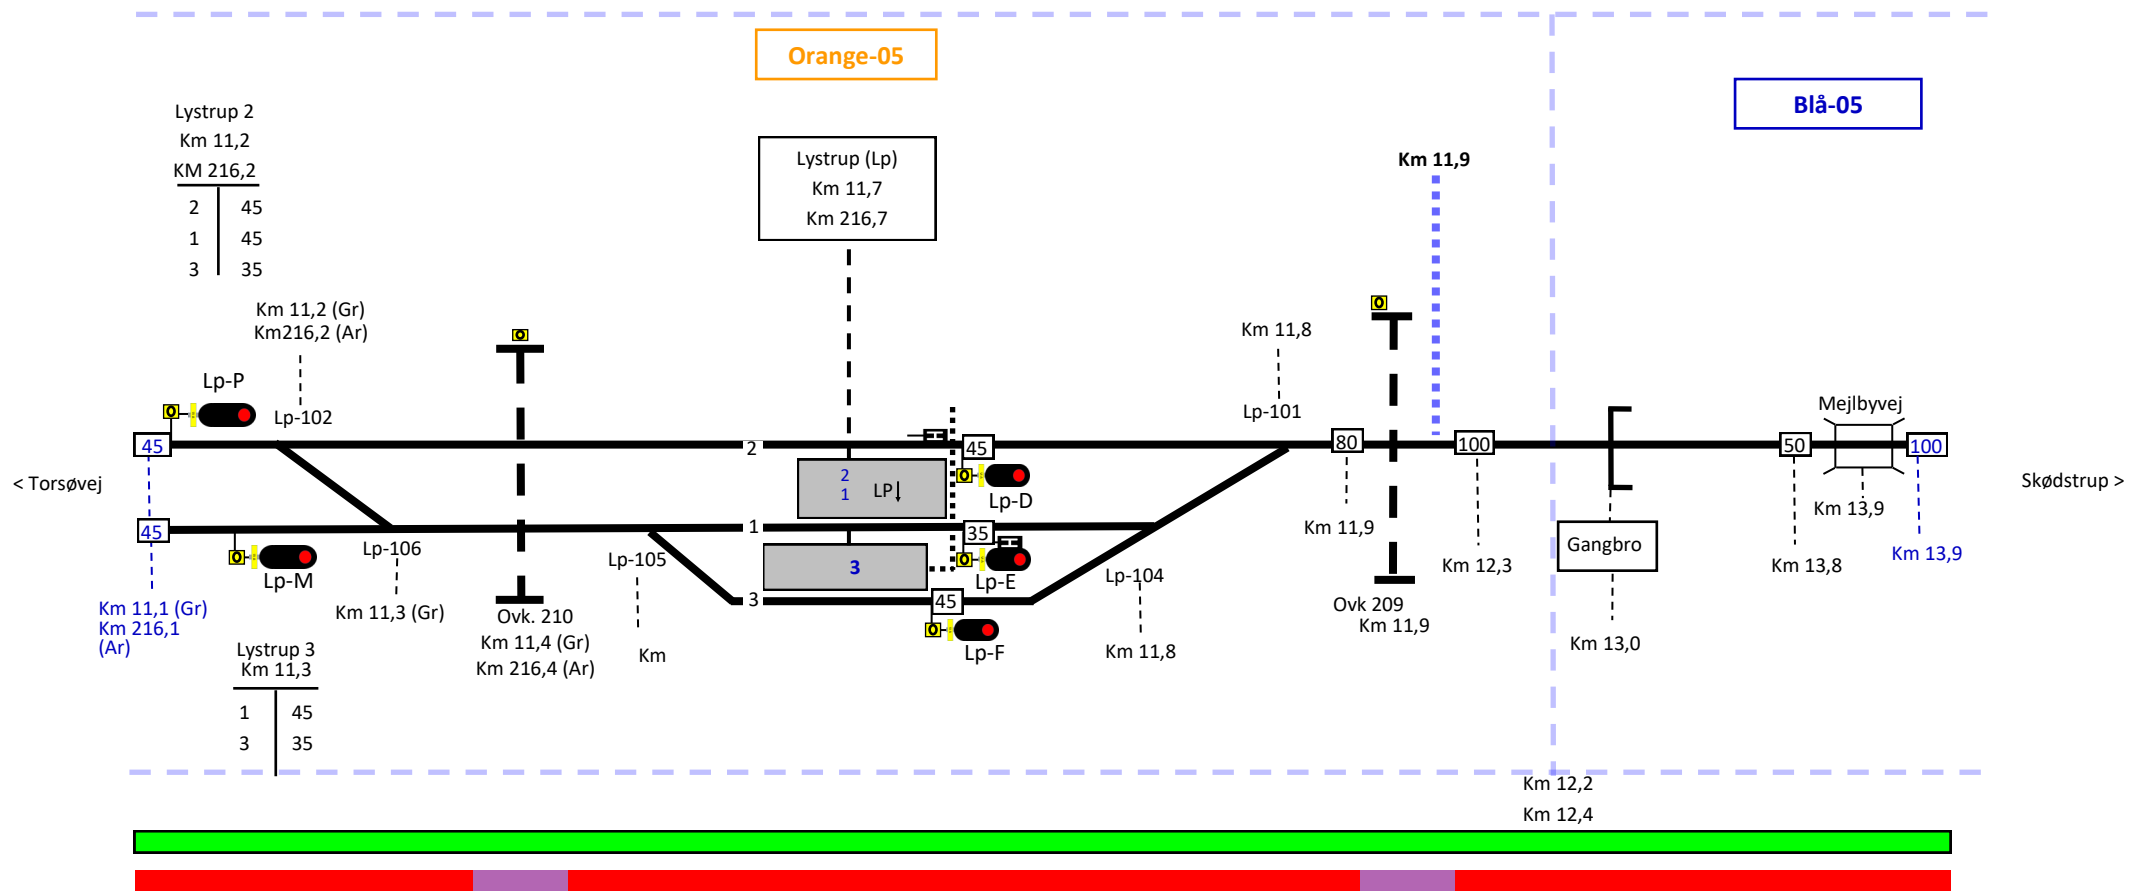 Orange-05
Blå-05
Lystrup 2
Km 11,2
KM 216,2
2 45
1 45
3 35
Lystrup (Lp)
Km 11,7
Km 216,7
Km 11,9
Km 11,2 (Gr)
Km216,2 (Ar)
Km 11,8
Lp-P
Lp-102
Lp-101
Mejlbyvej
45
2
45
80
100
50
100
< Torsøvej
2
1
LP
Lp-D
Skødstrup >
Km 13,9
Km 11,9
45
1
35
Lp-106
Lp-M
Lp-105
Lp-E
Lp-104
Km 12,3
Gangbro
Km 13,8
Km 13,9
3
3
45
Km 11,1 (Gr)
Km 216,1
(Ar)
Km 11,3 (Gr)
Ovk. 210
Km 11,4 (Gr)
Km 216,4 (Ar)
Km
Lp-F
Km 11,8
Ovk 209
Km 11,9
Km 13,0
Lystrup 3
Km 11,3
1 45
3 35
Km 12,2
Km 12,4